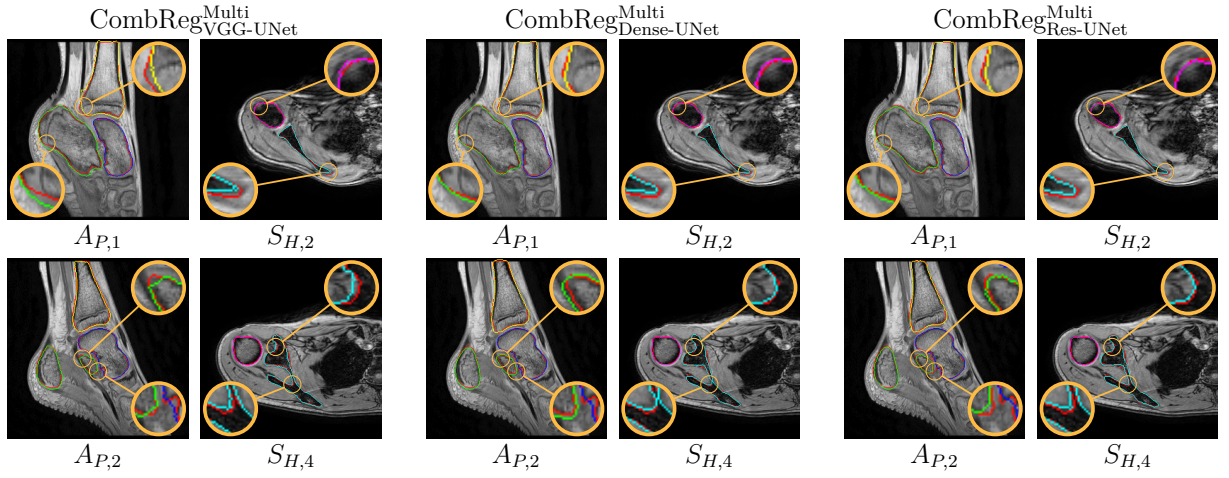 CombReg^Multi_VGG-UNet CombReg^Multi_Dense-UNet CombReg^Multi_Res-UNet
A_P,1 S_H,2 A_P,1 S_H,2 A_P,1 S_H,2
A_P,2 S_H,4 A_P,2 S_H,4 A_P,2 S_H,4